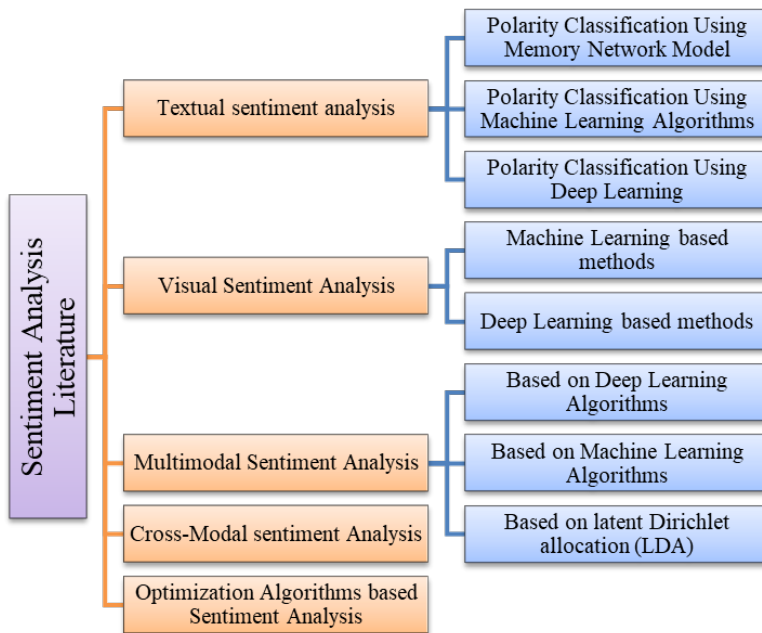 Sentiment Analysis
Literature
Textual sentiment analysis
Polarity Classification Using
Memory Network Model
Polarity Classification Using
Machine Learning Algorithms
Polarity Classification Using
Deep Learning
Visual Sentiment Analysis
Machine Learning based
methods
Deep Learning based methods
Multimodal Sentiment Analysis
Based on Deep Learning
Algorithms
Based on Machine Learning
Algorithms
Based on latent Dirichlet
allocation (LDA)
Cross-Modal sentiment Analysis
Optimization Algorithms based
Sentiment Analysis